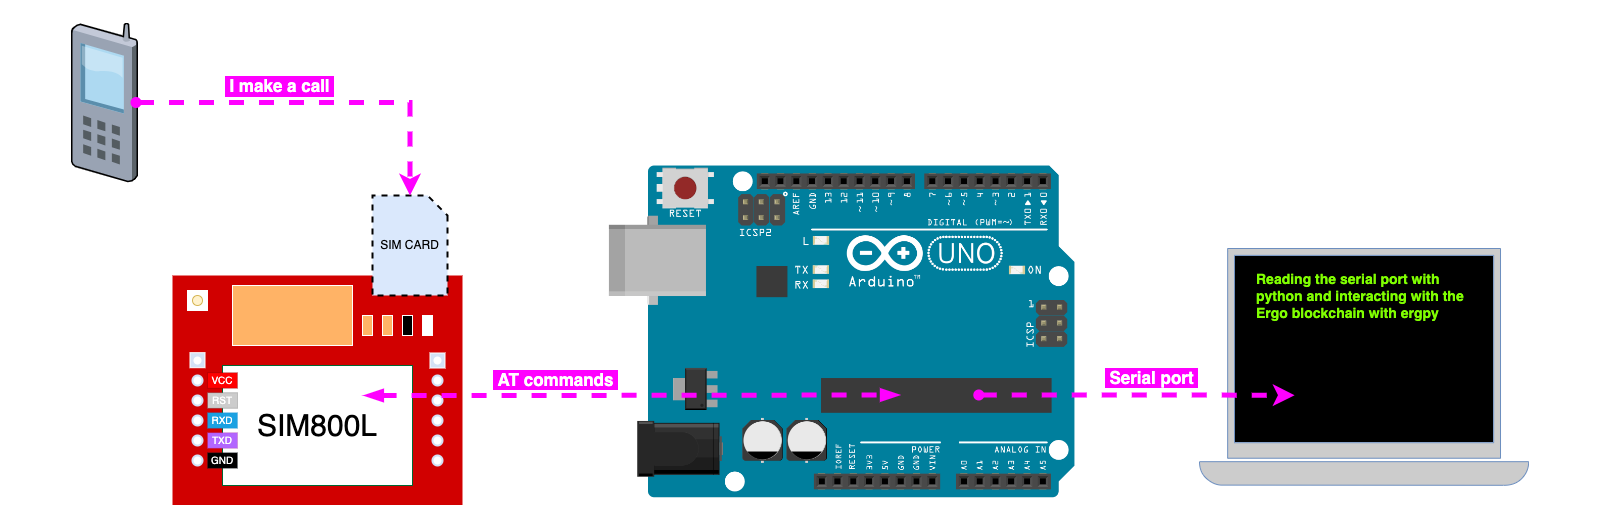 I make a call
SIM CARD
VCC
RST
RXD
TXD
GND
SIM800L
AT commands
RESET
ICSP2
AREF
GND
13
12
~11
~10
~9
8
7
~6
~5
4
~3
2
TX0 ▶ 1
RX0 ◀ 0
DIGITAL (PWM=~)
L
TX
RX
UNO
Arduino™
ON
1
ICSP
IOREF
RESET
3V3
5V
GND
GND
VIN
POWER
ANALOG IN
A0
A1
A2
A3
A4
A5
Serial port
Reading the serial port with
python and interacting with the
Ergo blockchain with ergpy